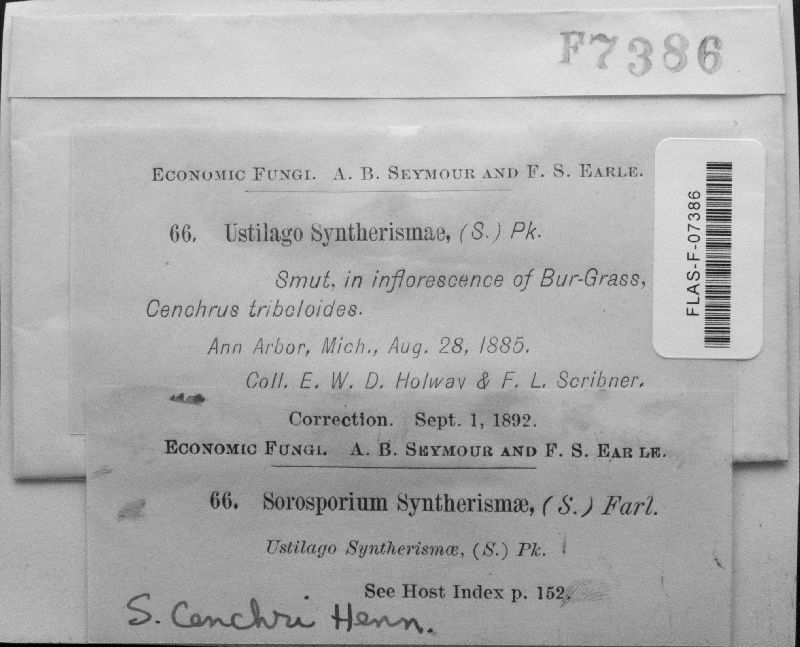 F7386
FLAS-F-07386
ECONOMIC FUNGI. A. B. SEYMOUR AND F. S. EARLE.
66. Ustilago Syntherismae, (S.) Pk.
Smut, in inflorescence of Bur-Grass,
Cenchrus triboloides.
Ann Arbor, Mich., Aug. 28, 1885.
Coll. E. W. D. Holway & F. L. Scribner.
Correction. Sept. 1, 1892.
ECONOMIC FUNGI. A. B. SEYMOUR AND F. S. EARLE.
66. Sorosporium Syntherismæ, (S.) Farl.
Ustilago Syntherismæ, (S.) Pk.
See Host Index p. 152.
S. Cenchri Henn.